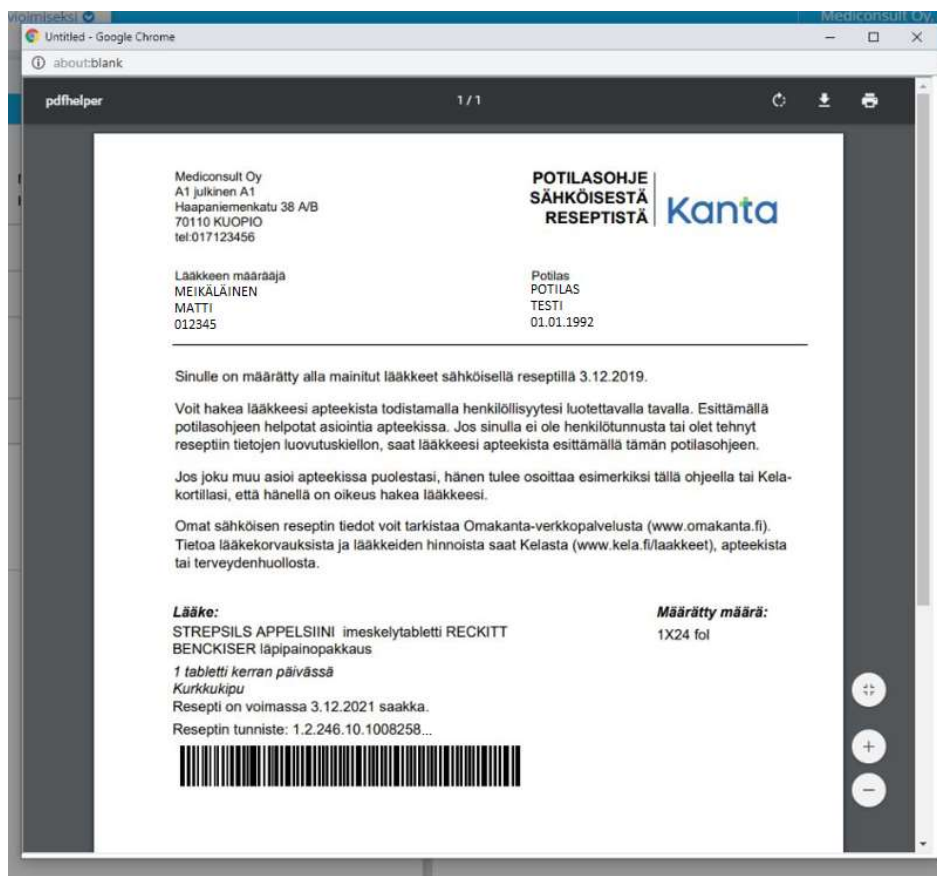 vioimiseksi
Mediconsult Oy,
Untitled - Google Chrome
about:blank
pdfhelper
1 / 1
Mediconsult Oy
A1 julkinen A1
Haapaniemenkatu 38 A/B
70110 KUOPIO
tel:017123456
POTILASOHJE
SÄHKÖISESTÄ
RESEPTISTÄ
Kanta
Lääkkeen määrääjä
MEIKÄLÄINEN
MATTI
012345
Potilas
POTILAS
TESTI
01.01.1992
Sinulle on määrätty alla mainitut lääkkeet sähköisellä reseptillä 3.12.2019.
Voit hakea lääkkeesi apteekista todistamalla henkilöllisyytesi luotettavalla tavalla. Esittämällä
potilasohjeen helpotat asiointia apteekissa. Jos sinulla ei ole henkilötunnusta tai olet tehnyt
reseptiin tietojen luovutuskiellon, saat lääkkeesi apteekista esittämällä tämän potilasohjeen.
Jos joku muu asioi apteekissa puolestasi, hänen tulee osoittaa esimerkiksi tällä ohjeella tai Kela-
kortillasi, että hänellä on oikeus hakea lääkkeesi.
Omat sähköisen reseptin tiedot voit tarkistaa Omakanta-verkkopalvelusta (www.omakanta.fi).
Tietoa lääkekorvauksista ja lääkkeiden hinnoista saat Kelasta (www.kela.fi/laakkeet), apteekista
tai terveydenhuollosta.
Lääke:
Määrätty määrä:
STREPSILS APPELSIINI imeskelytabletti RECKITT
BENCKISER läpipainopakkaus
1X24 fol
1 tabletti kerran päivässä
Kurkkukipu
Resepti on voimassa 3.12.2021 saakka.
Reseptin tunniste: 1.2.246.10.1008258...